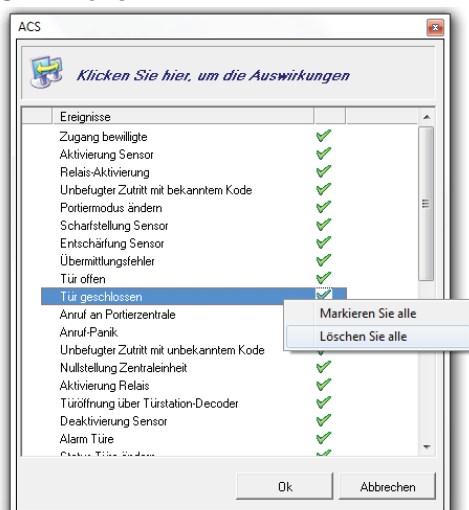 ACS
Klicken Sie hier, um die Auswirkungen
Ereignisse
Zugang bewilligte
Aktivierung Sensor
Relais-Aktivierung
Unbefugter Zutritt mit bekanntem Kode
Portiermodus ändern
Scharfstellung Sensor
Entschärfung Sensor
Übermittlungsfehler
Tür offen
Tür geschlossen
Markieren Sie alle
Anruf an Portierzentrale
Anruf-Panik
Löschen Sie alle
Unbefugter Zutritt mit unbekanntem Kode
Nullstellung Zentraleinheit
Aktivierung Relais
Türöffnung über Türstation-Decoder
Deaktivierung Sensor
Alarm Türe
Status Türe ändern
Ok
Abbrechen